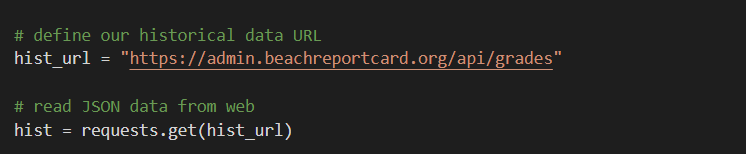 # define our historical data URL
hist_url = "https://admin.beachreportcard.org/api/grades"
# read JSON data from web
hist = requests.get(hist_url)